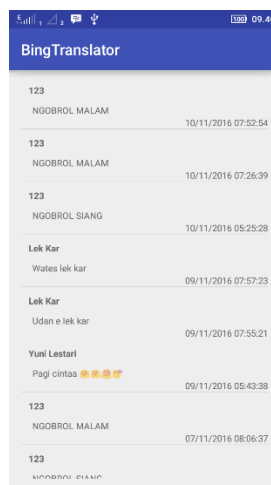 100 09.4
BingTranslator
123
NGOBROL MALAM
10/11/2016 07:52:54
123
NGOBROL MALAM
10/11/2016 07:26:39
123
NGOBROL SIANG
10/11/2016 05:25:28
Lek Kar
Wates lek kar
09/11/2016 07:57:23
Lek Kar
Udan e lek kar
09/11/2016 07:55:21
Yuni Lestari
Pagi cintaa
09/11/2016 05:43:38
123
NGOBROL MALAM
07/11/2016 08:06:37
123
NGOBROL SIANG